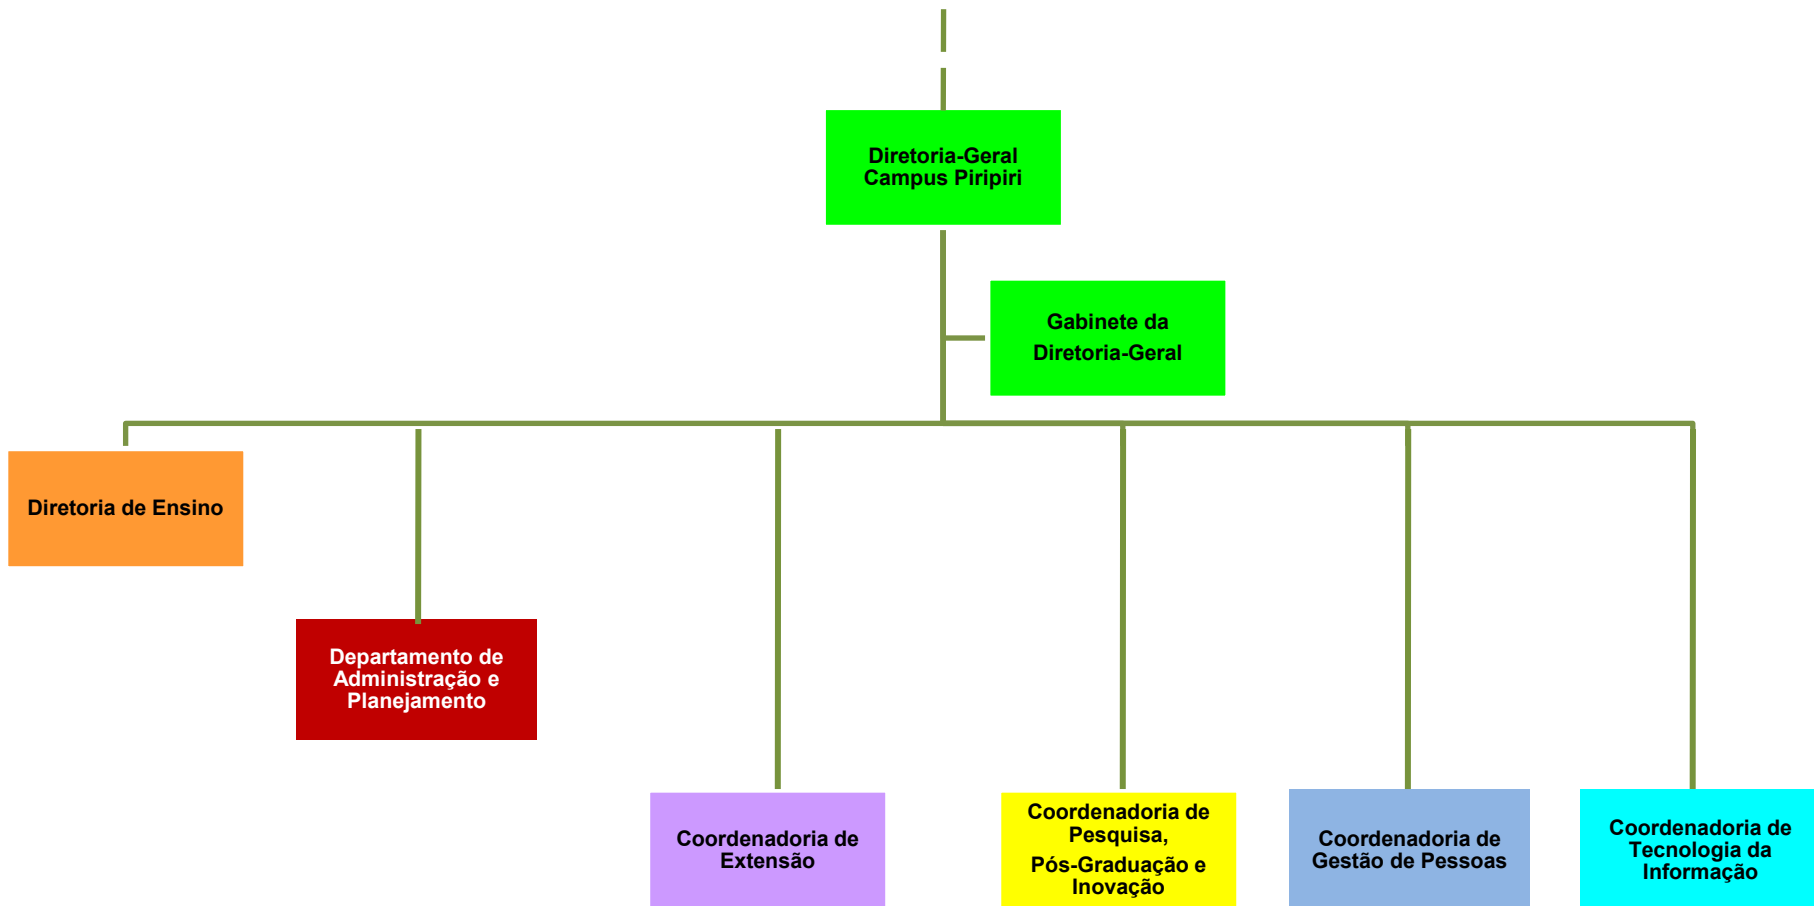 Diretoria-Geral
Campus Piripiri
Gabinete da
Diretoria-Geral
Diretoria de Ensino
Departamento de
Administração e
Planejamento
Coordenadoria de
Extensão
Coordenadoria de
Pesquisa,
Pós-Graduação e
Inovação
Coordenadoria de
Gestão de Pessoas
Coordenadoria de
Tecnologia da
Informação